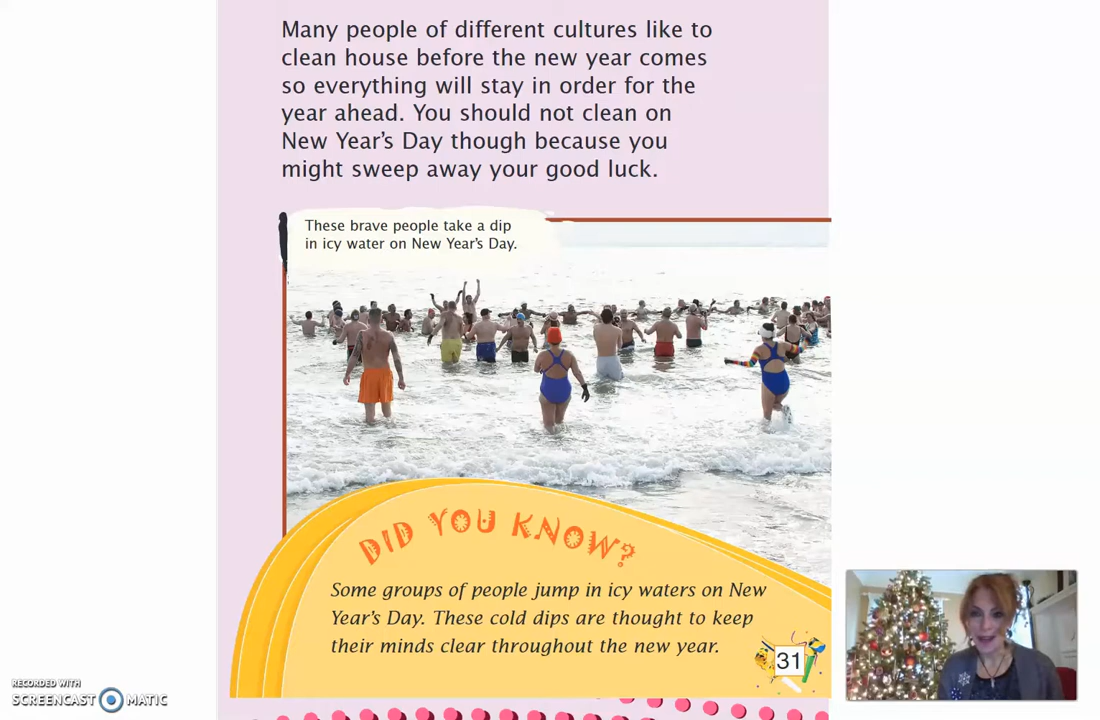 Many people of different cultures like to
clean house before the new year comes
so everything will stay in order for the
year ahead. You should not clean on
New Year's Day though because you
might sweep away your good luck.
These brave people take a dip
in icy water on New Year's Day.
DID YOU KNOW?
Some groups of people jump in icy waters on New
Year's Day. These cold dips are thought to keep
their minds clear throughout the new year.
31
RECORDED WITH
SCREENCAST MATIC